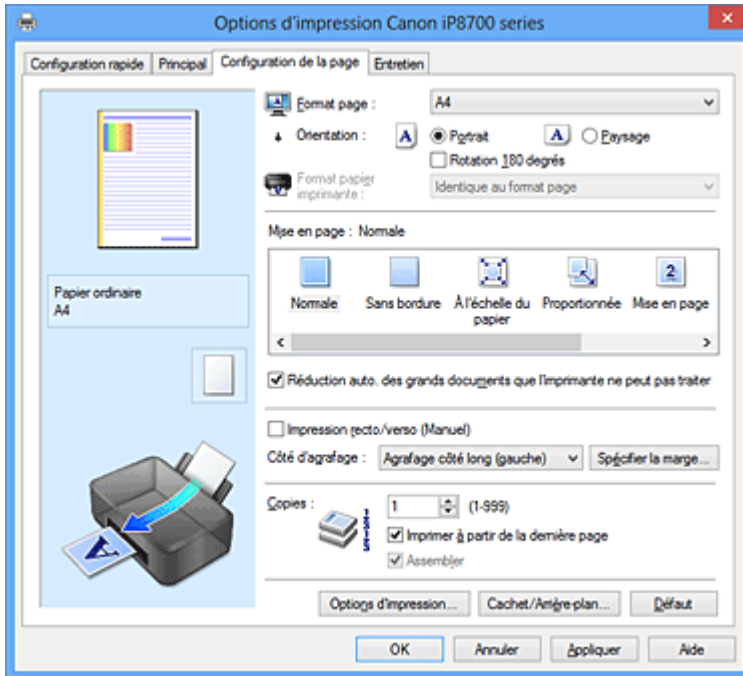 Options d'impression Canon iP8700 series
Configuration rapide Principal Configuration de la page Entretien
Format page : A4
Orientation : A Portrait A Paysage
Rotation 180 degrés
Format papier imprimante : Identique au format page
Mise en page : Normale
2
Normale Sans bordure À l'échelle du papier Proportionnée Mise en page
Papier ordinaire
A4
Réduction auto. des grands documents que l'imprimante ne peut pas traiter
Impression recto/verso (Manuel)
Côté d'agrafage : Agrafage côté long (gauche) Spécifier la marge...
Copies : 1 (1-999)
Imprimer à partir de la dernière page
Assembler
A
Options d'impression... Cachet/Arrière-plan... Défaut
OK Annuler Appliquer Aide